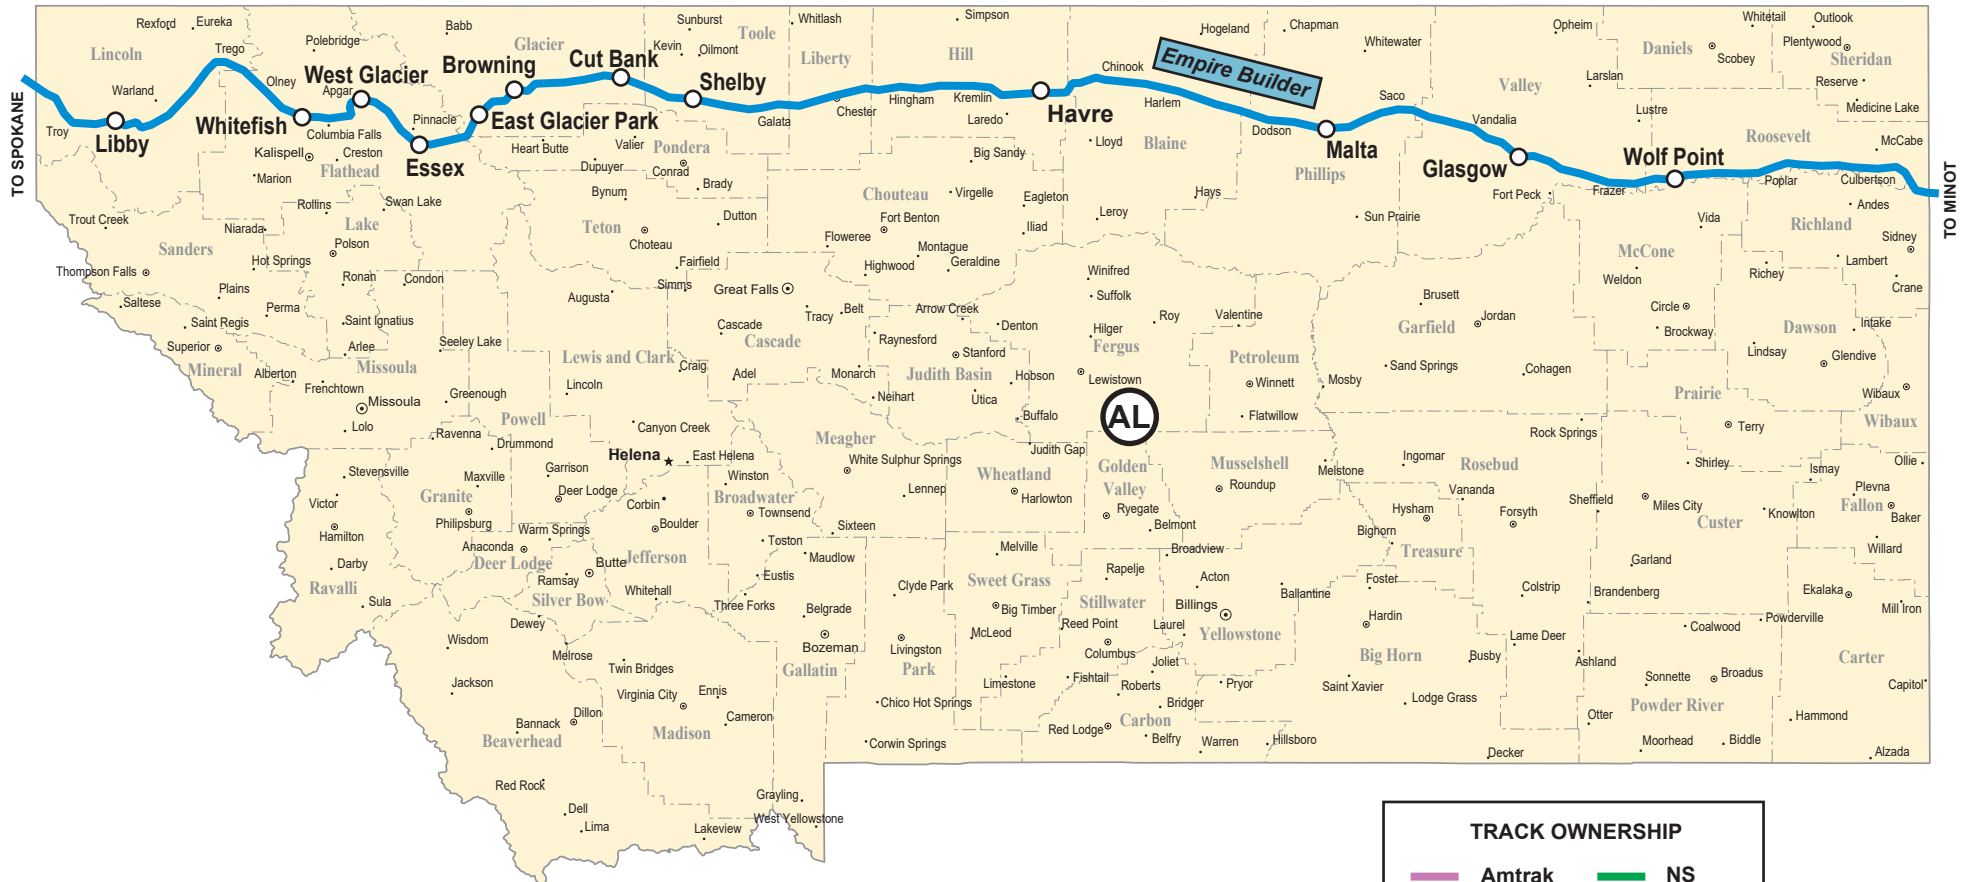 Rexford
Eureka
Babb
Sunburst
Whitlash
Simpson
Hogeland
Chapman
Opheim
Whitetail
Outlook
Lincoln
Trego
Polebridge
Glacier
Kevin
Oilmont
Toole
Liberty
Hill
Whitewater
Daniels
Scobey
Plentywood
Sheridan
Empire Builder
TO SPOKANE
Warland
Olney
West Glacier
Apgar
Browning
Cut Bank
Shelby
Chester
Hingham
Kremlin
Laredo
Chinook
Harlem
Saco
Larslan
Valley
Reserve
Medicine Lake
Troy
Libby
Whitefish
Columbia Falls
Pinnacle
East Glacier Park
Galata
Havre
Dodson
Malta
Vandalia
Lustre
Roosevelt
McCabe
Kalispell
Creston
Flathead
Marion
Essex
Heart Butte
Valier
Pondera
Dupuyer
Conrad
Brady
Big Sandy
Lloyd
Blaine
Phillips
Glasgow
Wolf Point
Fort Peck
Frazer
Poplar
Culbertson
TO MINOT
Trout Creek
Rollins
Swan Lake
Bynum
Chouteau
Virgelle
Eagleton
Hays
Andes
Sanders
Niarada
Lake
Polson
Teton
Choteau
Dutton
Floweree
Fort Benton
Iliad
Leroy
Sun Prairie
Vida
Richland
Sidney
Thompson Falls
Hot Springs
Ronan
Condon
Fairfield
Simms
Great Falls
Highwood
Montague
Geraldine
Winifred
Suffolk
McCone
Weldon
Richey
Lambert
Crane
Saltese
Plains
Perma
Augusta
Tracy
Belt
Arrow Creek
Denton
Roy
Valentine
Brusett
Circle
Saint Regis
Saint Ignatius
Cascade
Cascade
Raynesford
Hilger
Fergus
Garfield
Jordan
Brockway
Dawson
Intake
Superior
Mineral
Arlee
Missoula
Seeley Lake
Lewis and Clark
Craig
Adel
Monarch
Stanford
Judith Basin
Hobson
Lewistown
Petroleum
Winnett
Mosby
Sand Springs
Cohagen
Lindsay
Glendive
Alberton
Frenchtown
Missoula
Lolo
Greenough
Powell
Lincoln
Neihart
Utica
Buffalo
AL
Flatwillow
Prairie
Wibaux
Wibaux
Ravenna
Drummond
Canyon Creek
Meagher
Rock Springs
Terry
Stevensville
Maxville
Garrison
Helena
East Helena
Winston
White Sulphur Springs
Wheatland
Judith Gap
Golden
Valley
Musselshell
Melstone
Ingomar
Rosebud
Shirley
Ismay
Ollie
Victor
Granite
Philipsburg
Deer Lodge
Corbin
Broadwater
Townsend
Lennep
Harlowton
Ryegate
Roundup
Vananda
Hysham
Forsyth
Sheffield
Miles City
Custer
Knowlton
Plevna
Fallon
Baker
Hamilton
Warm Springs
Boulder
Sixteen
Belmont
Bighorn
Darby
Anaconda
Deer Lodge
Butte
Jefferson
Toston
Maudlow
Melville
Broadview
Treasure
Garland
Willard
Ravalli
Sula
Ramsay
Silver Bow
Whitehall
Eustis
Three Forks
Clyde Park
Sweet Grass
Rapelje
Acton
Ballantine
Foster
Colstrip
Brandenberg
Ekalaka
Mill Iron
Dewey
Belgrade
Big Timber
Stillwater
Billings
Hardin
Coalwood
Powderville
Wisdom
Melrose
Bozeman
Livingston
McLeod
Reed Point
Columbus
Laurel
Yellowstone
Lame Deer
Jackson
Twin Bridges
Gallatin
Park
Joliet
Big Horn
Busby
Ashland
Carter
Virginia City
Ennis
Limestone
Fishtail
Roberts
Pryor
Saint Xavier
Sonnette
Broadus
Capitol
Bannack
Dillon
Cameron
Chico Hot Springs
Bridger
Lodge Grass
Powder River
Beaverhead
Madison
Red Lodge
Carbon
Otter
Hammond
Corwin Springs
Belfry
Warren
Hillsboro
Decker
Moorhead
Biddle
Alzada
Red Rock
Grayling
Dell
Lima
Lakeview
West Yellowstone
TRACK OWNERSHIP
Amtrak
NS